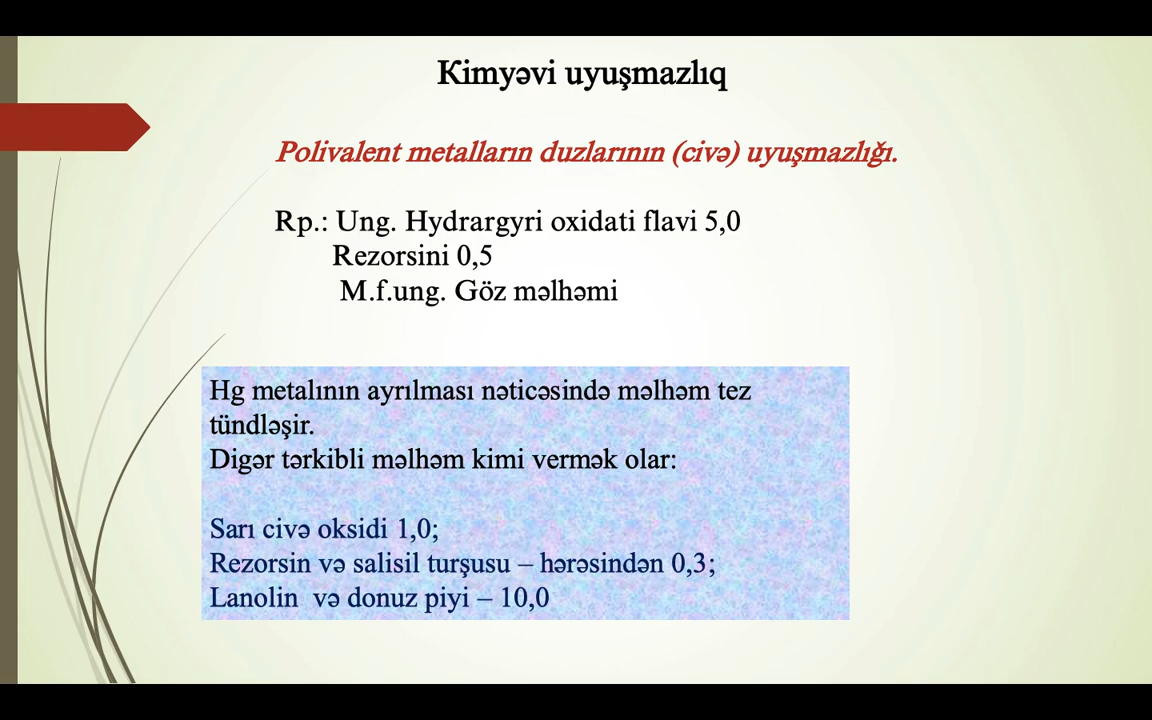 Kimyəvi uyuşmazlıq
Polivalent metalların duzlarının (civə) uyuşmazlığı.
Rp.: Ung. Hydrargyri oxidati flavi 5,0
Rezorsini 0,5
M.f.ung. Göz məlhəmi
Hg metalının ayrılması nəticəsində məlhəm tez
tündləşir.
Digər tərkibli məlhəm kimi vermək olar:
Sarı civə oksidi 1,0;
Rezorsin və salisil turşusu – hərəsindən 0,3;
Lanolin və donuz piyi – 10,0